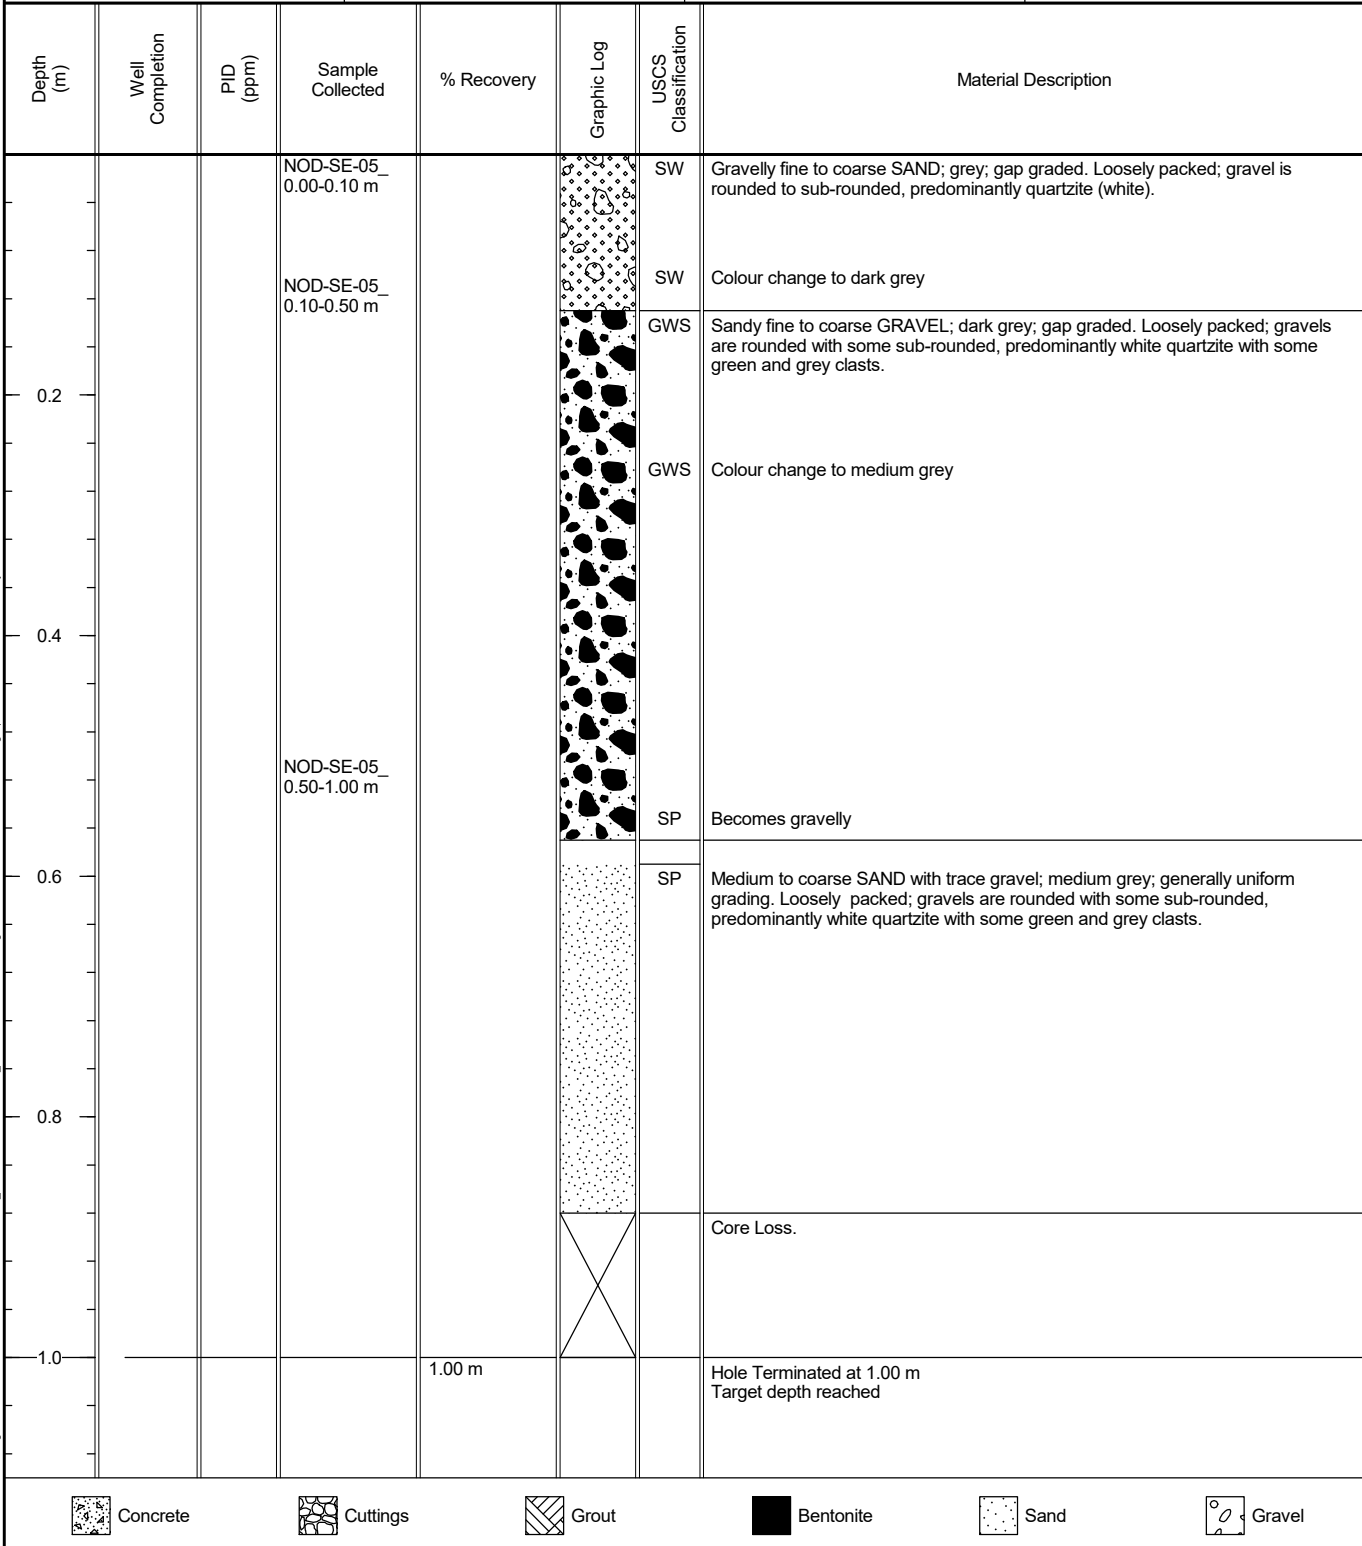 Depth
(m)
Well
Completion
PID
(ppm)
Sample
Collected
% Recovery
Graphic Log
USCS
Classification
Material Description
NOD-SE-05_
0.00-0.10 m
SW
Gravelly fine to coarse SAND; grey; gap graded. Loosely packed; gravel is
rounded to sub-rounded, predominantly quartzite (white).
NOD-SE-05_
0.10-0.50 m
SW
Colour change to dark grey
GWS
Sandy fine to coarse GRAVEL; dark grey; gap graded. Loosely packed; gravels
are rounded with some sub-rounded, predominantly white quartzite with some
green and grey clasts.
0.2
GWS
Colour change to medium grey
0.4
NOD-SE-05_
0.50-1.00 m
SP
Becomes gravelly
0.6
SP
Medium to coarse SAND with trace gravel; medium grey; generally uniform
grading. Loosely  packed; gravels are rounded with some sub-rounded,
predominantly white quartzite with some green and grey clasts.
0.8
Core Loss.
1.0
1.00 m
Hole Terminated at 1.00 m
Target depth reached
Concrete
Cuttings
Grout
Bentonite
Sand
Gravel